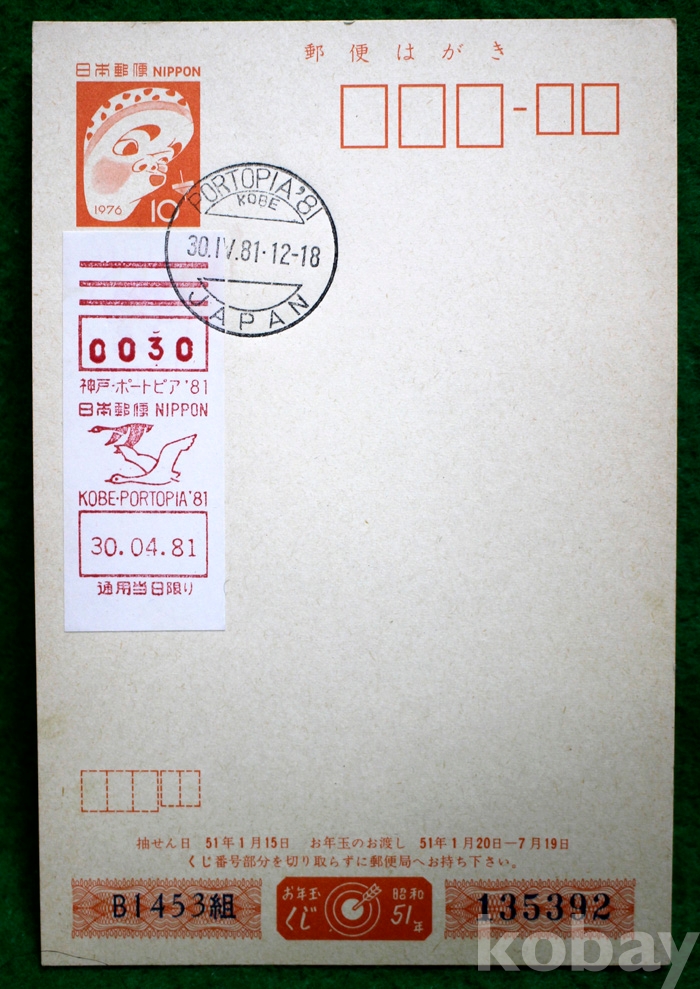 郵便はがき
日本郵便 NIPPON
1976 10
PORTOPIA'81
KOBE
30.IV.81・12-18
JAPAN
0030
神戸・ポートピア'81
日本郵便 NIPPON
KOBE・PORTOPIA'81
30.04.81
通用当日限り
抽せん日 51年1月15日 お年玉のお渡し 51年1月20日―7月19日
くじ番号部分を切り取らずに郵便局へお持ち下さい。
B1453組
お年玉 昭和
くじ 51年
135392
kobay